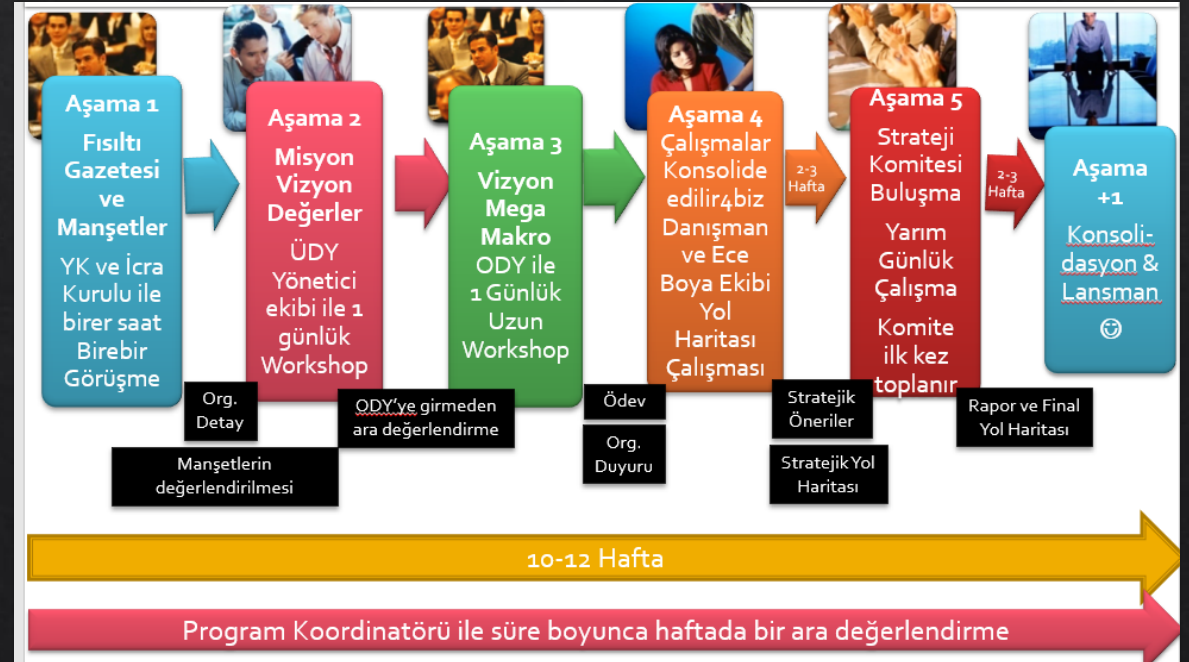 Aşama 1
Fısıltı
Gazetesi
ve
Manşetler
YK ve İcra
Kurulu ile
birer saat
Birebir
Görüşme
Aşama 2
Misyon
Vizyon
Değerler
ÜDY
Yönetici
ekibi ile 1
günlük
Workshop
Aşama 3
Vizyon
Mega
Makro
ODY ile
1 Günlük
Uzun
Workshop
Aşama 4
Çalışmalar
Konsolide
edilir4biz
Danışman
ve Ece
Boya Ekibi
Yol
Haritası
Çalışması
2-3
Hafta
Aşama 5
Strateji
Komitesi
Buluşma
Yarım
Günlük
Çalışma
Komite
ilk kez
toplanır
2-3
Hafta
Aşama
+1
Konsoli-
dasyon &
Lansman
☺
Org.
Detay
Manşetlerin
değerlendirilmesi
ODY’ye girmeden
ara değerlendirme
Ödev
Org.
Duyuru
Stratejik
Öneriler
Stratejik Yol
Haritası
Rapor ve Final
Yol Haritası
10-12 Hafta
Program Koordinatörü ile süre boyunca haftada bir ara değerlendirme